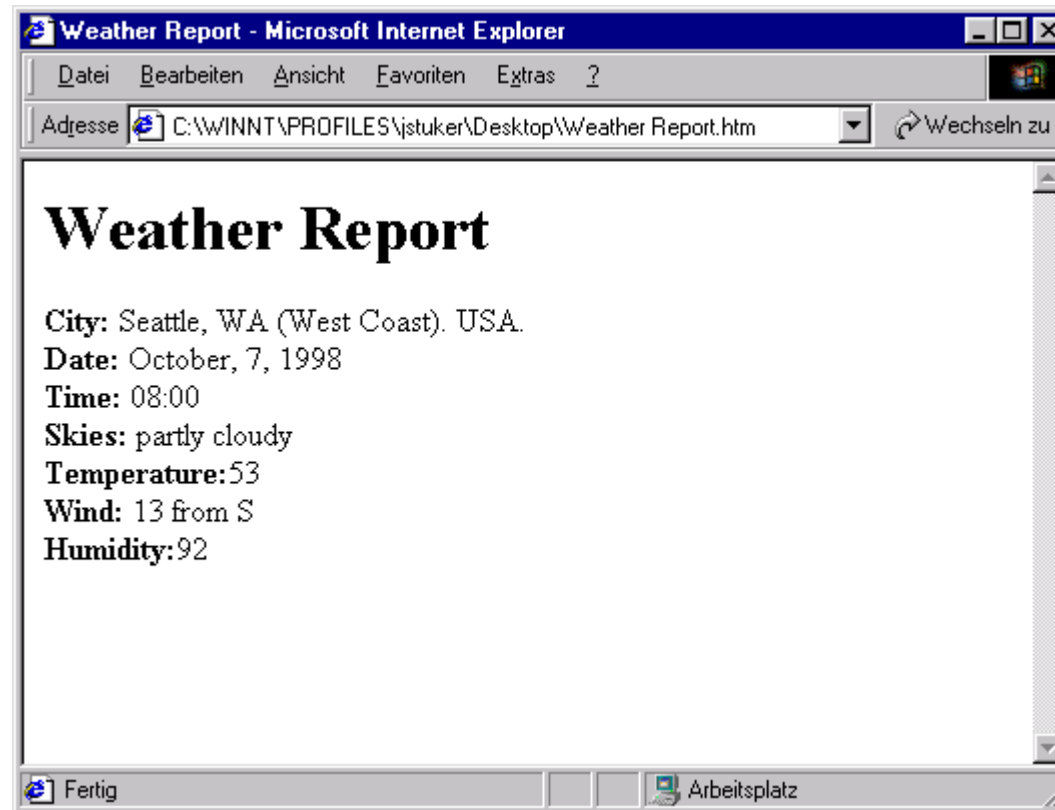 Weather Report - Microsoft Internet Explorer
Datei Bearbeiten Ansicht Favoriten Extras ?
Adresse C:\WINNT\PROFILES\jstuker\Desktop\Weather Report.htm Wechseln zu
Weather Report
City: Seattle, WA (West Coast). USA.
Date: October, 7, 1998
Time: 08:00
Skies: partly cloudy
Temperature:53
Wind: 13 from S
Humidity:92
Fertig Arbeitsplatz